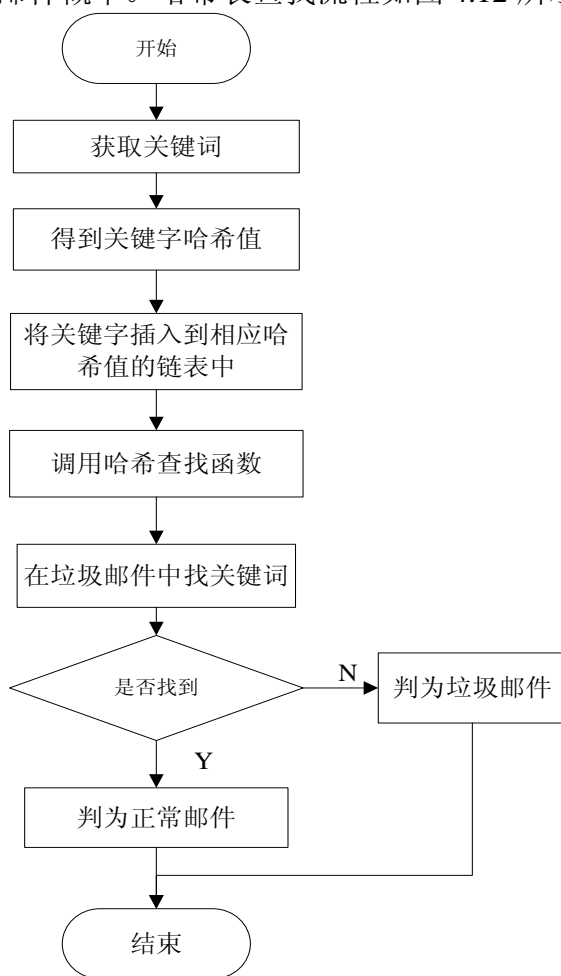 开始
获取关键词
得到关键字哈希值
将关键字插入到相应哈
希值的链表中
调用哈希查找函数
在垃圾邮件中找关键词
是否找到
N
判为垃圾邮件
Y
判为正常邮件
结束